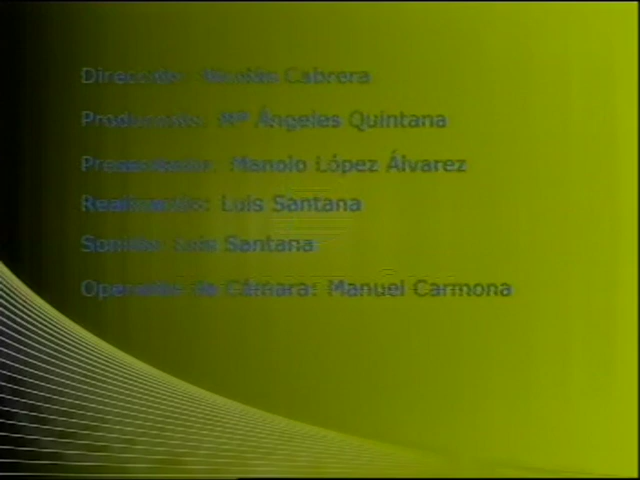 Dirección: Nicolás Cabrera
Producción: Mª Ángeles Quintana
Presentador: Manolo López Álvarez
Realización: Luis Santana
Sonido: Luis Santana
Operador de Cámara: Manuel Carmona